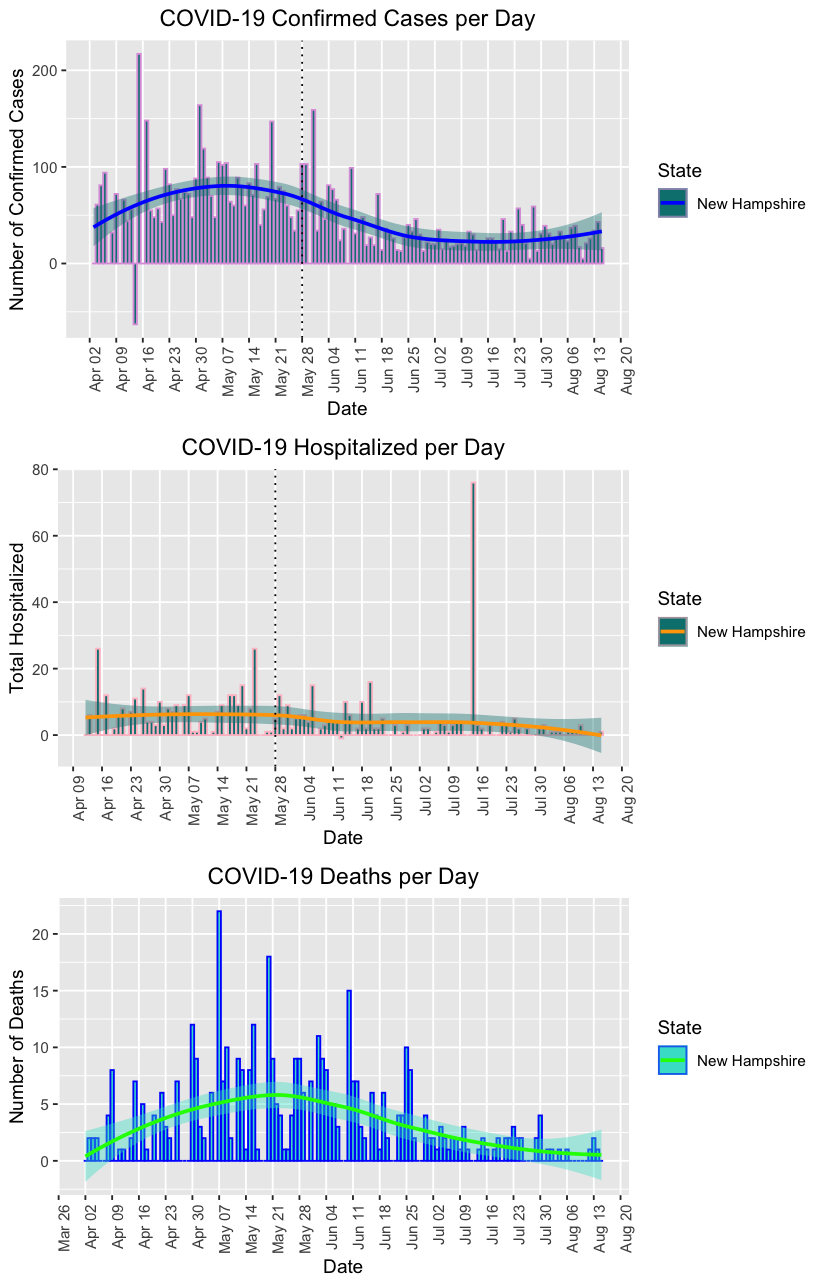 COVID-19 Confirmed Cases per Day
Number of Confirmed Cases
200
100
0
Apr 02
Apr 09
Apr 16
Apr 23
Apr 30
May 07
May 14
May 21
May 28
Jun 04
Jun 11
Jun 18
Jun 25
Jul 02
Jul 09
Jul 16
Jul 23
Jul 30
Aug 06
Aug 13
Aug 20
Date
State
New Hampshire
COVID-19 Hospitalized per Day
Total Hospitalized
80
60
40
20
0
Apr 09
Apr 16
Apr 23
Apr 30
May 07
May 14
May 21
May 28
Jun 04
Jun 11
Jun 18
Jun 25
Jul 02
Jul 09
Jul 16
Jul 23
Jul 30
Aug 06
Aug 13
Aug 20
Date
State
New Hampshire
COVID-19 Deaths per Day
Number of Deaths
20
15
10
5
0
Mar 26
Apr 02
Apr 09
Apr 16
Apr 23
Apr 30
May 07
May 14
May 21
May 28
Jun 04
Jun 11
Jun 18
Jun 25
Jul 02
Jul 09
Jul 16
Jul 23
Jul 30
Aug 06
Aug 13
Aug 20
Date
State
New Hampshire